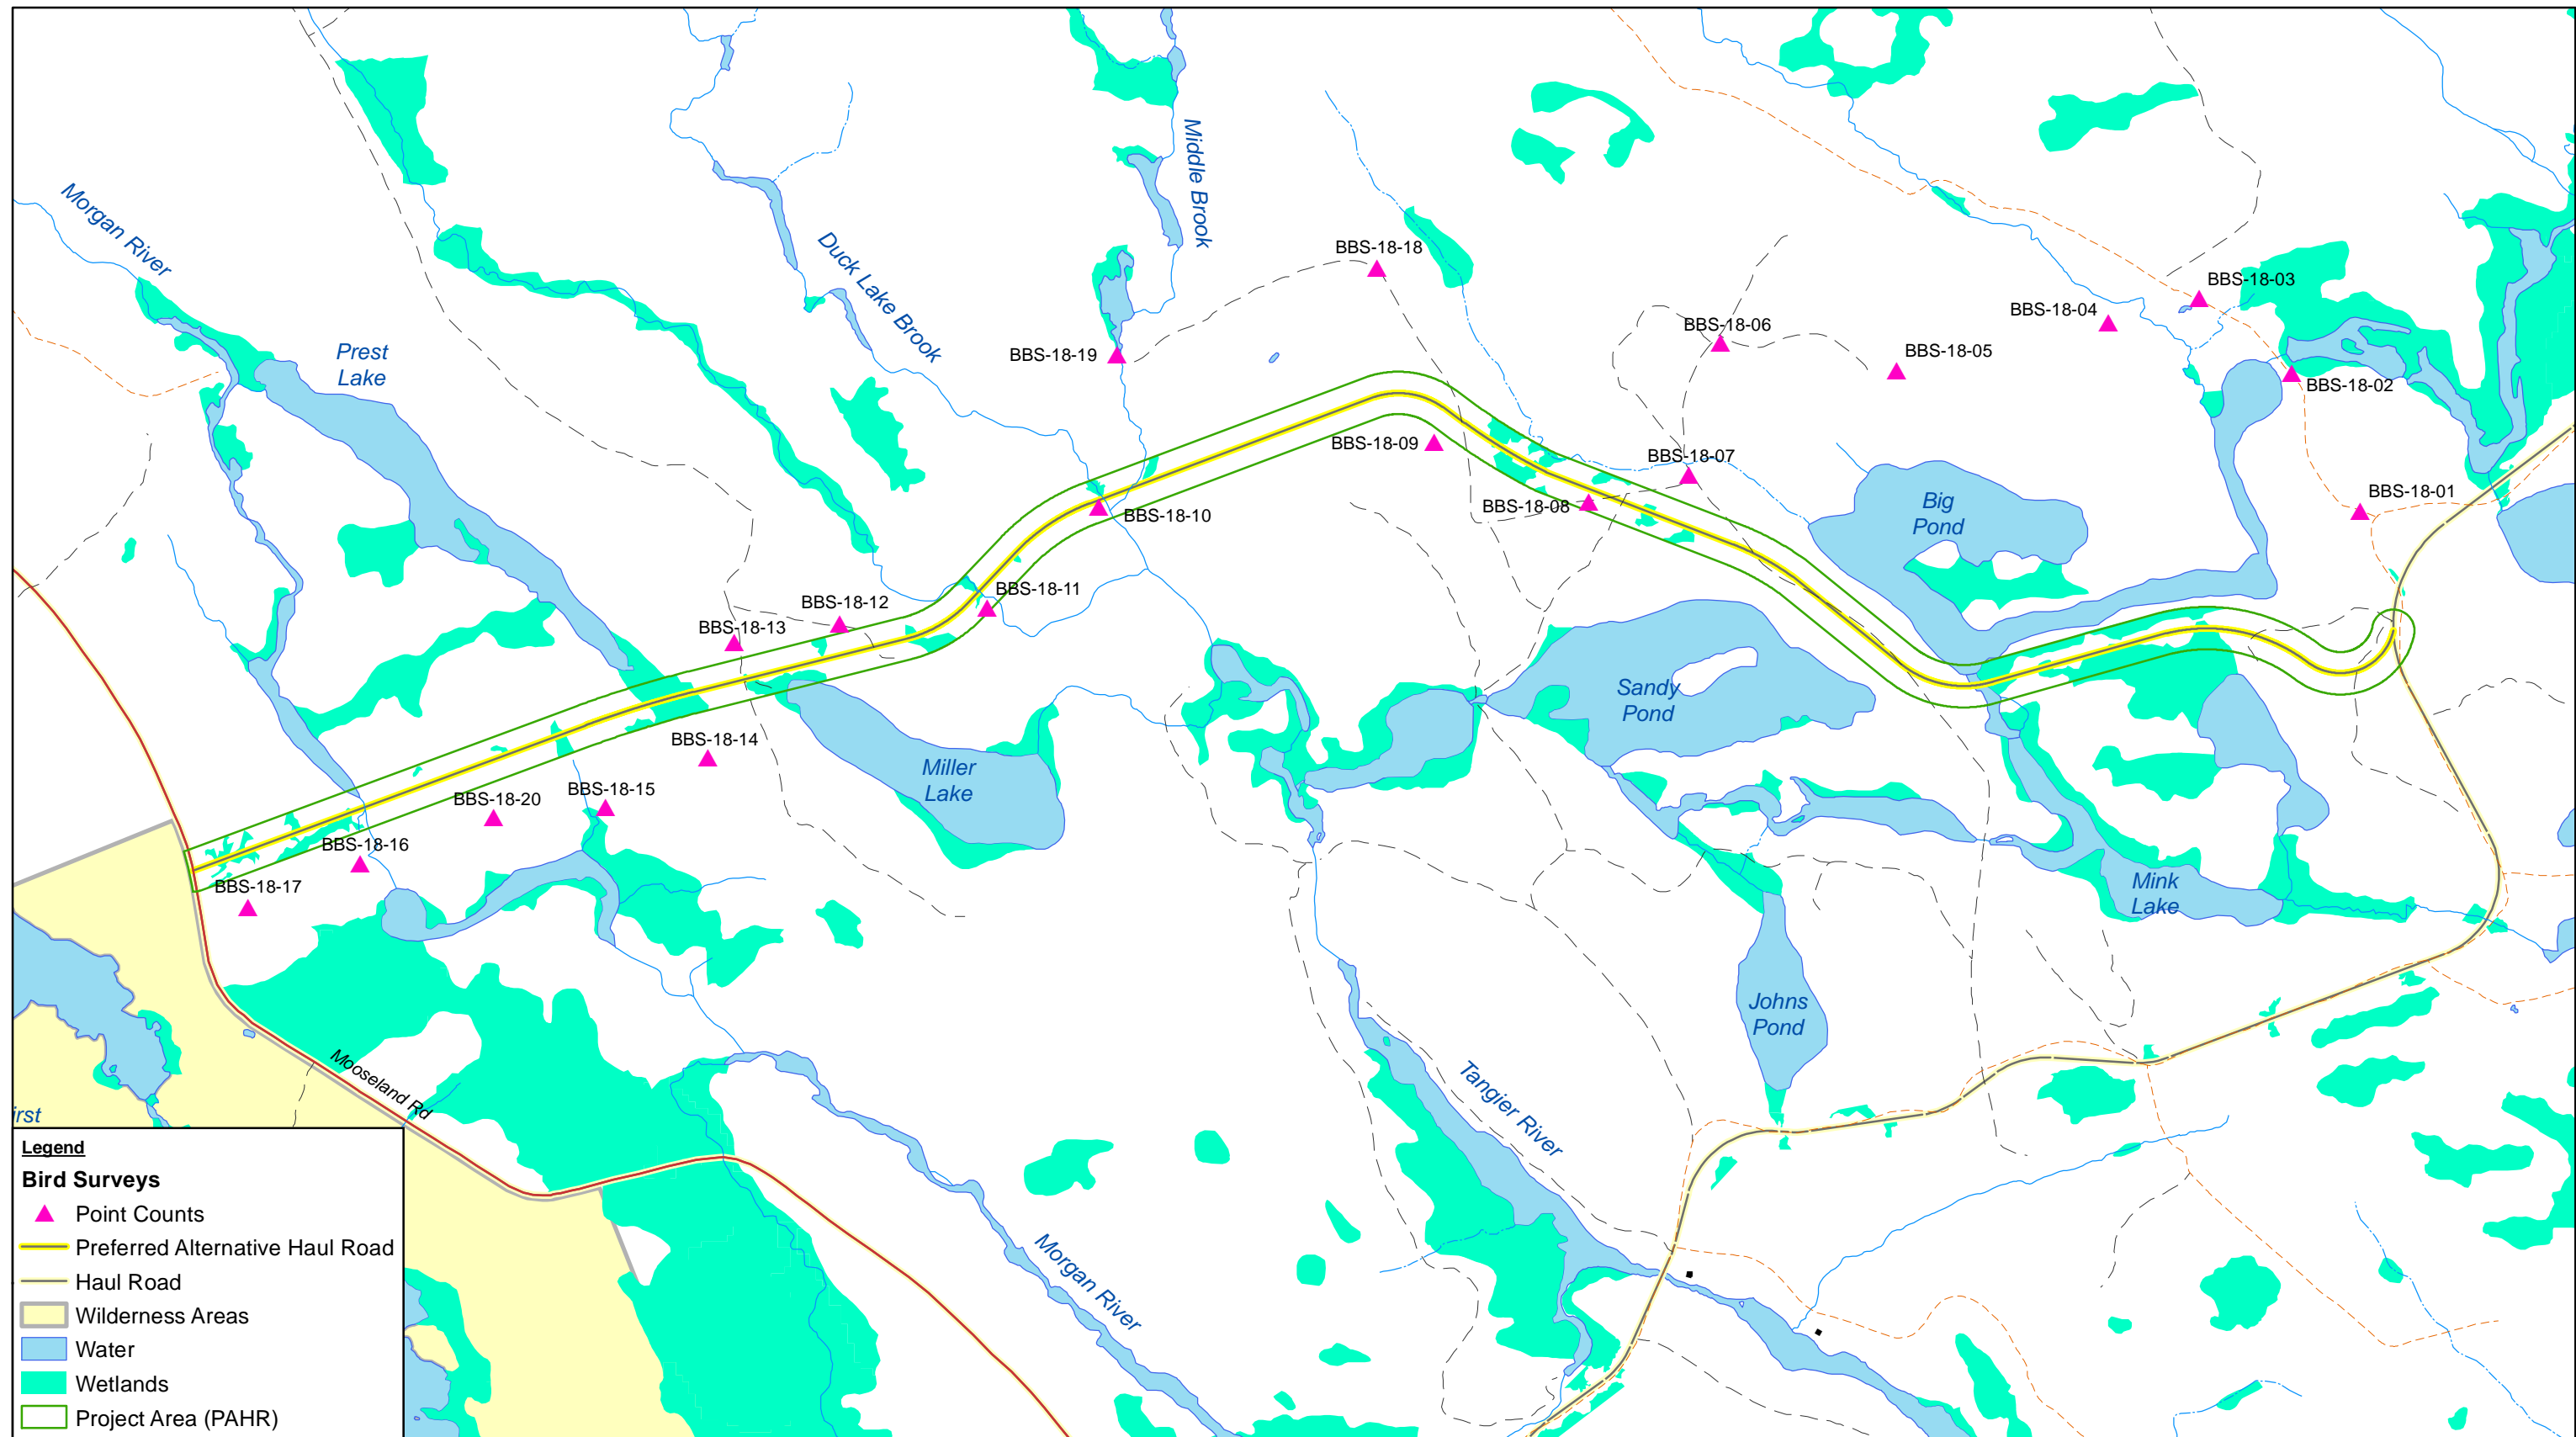 Morgan River
Prest
Lake
Duck Lake Brook
Middle Brook
BBS-18-18
BBS-18-19
BBS-18-06
BBS-18-05
BBS-18-04
BBS-18-03
BBS-18-02
BBS-18-01
BBS-18-09
BBS-18-07
BBS-18-08
BBS-18-10
BBS-18-11
BBS-18-12
BBS-18-13
BBS-18-14
BBS-18-15
BBS-18-20
BBS-18-16
BBS-18-17
Big
Pond
Sandy
Pond
Miller
Lake
Mink
Lake
Johns
Pond
Tangier River
Morgan River
Mooseland Rd
irst
Legend
Bird Surveys
Point Counts
Preferred Alternative Haul Road
Haul Road
Wilderness Areas
Water
Wetlands
Project Area (PAHR)